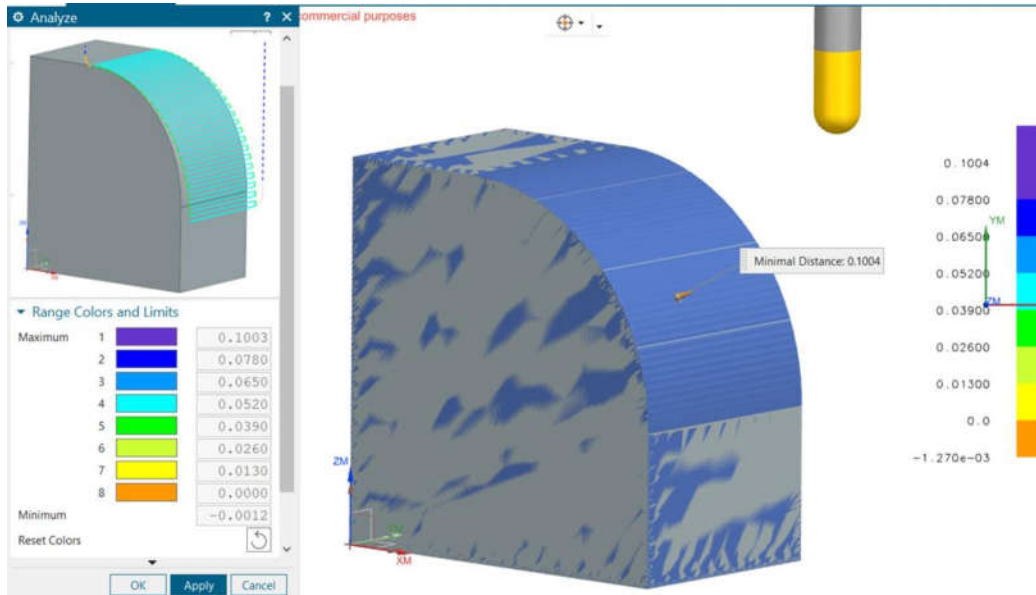 Analyze
? ×
commercial purposes
Range Colors and Limits
Maximum 1 0.1003
2 0.0780
3 0.0650
4 0.0520
5 0.0390
6 0.0260
7 0.0130
8 0.0000
Minimum -0.0012
Reset Colors
OK Apply Cancel
Minimal Distance: 0.1004
ZM
XM
0.1004
0.07800
0.06500
0.05200
0.03900
0.02600
0.01300
0.0
-1.270e-03
YM
ZM